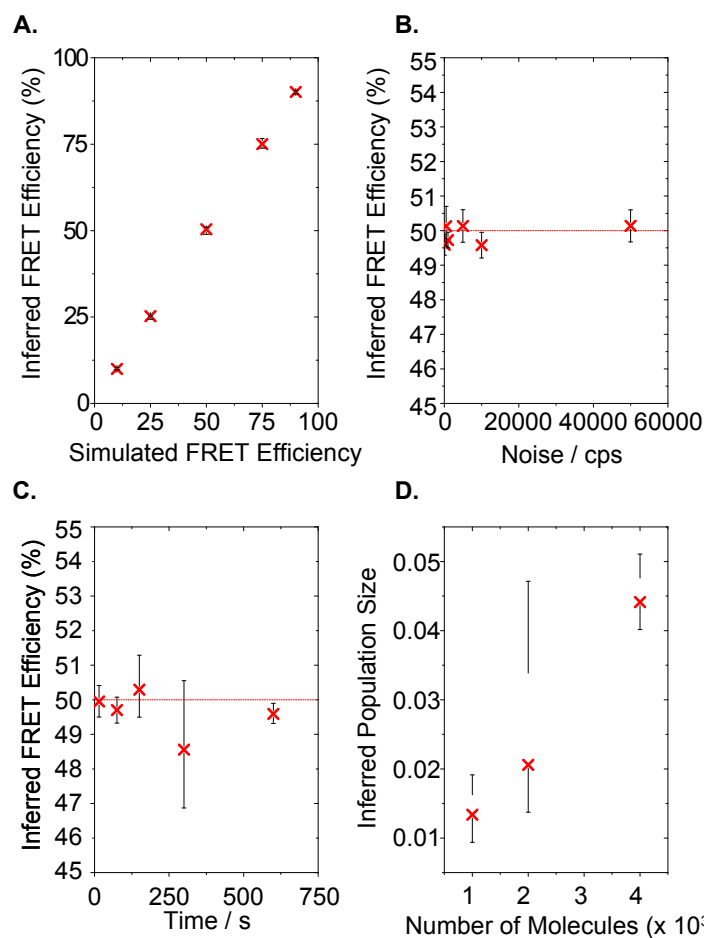 A.
Inferred FRET Efficiency (%)
100
75
50
25
0
0 25 50 75 100
Simulated FRET Efficiency
B.
Inferred FRET Efficiency (%)
55
54
53
52
51
50
49
48
47
46
45
0 20000 40000 60000
Noise / cps
C.
Inferred FRET Efficiency (%)
55
54
53
52
51
50
49
48
47
46
45
0 250 500 750
Time / s
D.
Inferred Population Size
0.05
0.04
0.03
0.02
0.01
1 2 3 4
Number of Molecules (x 10³